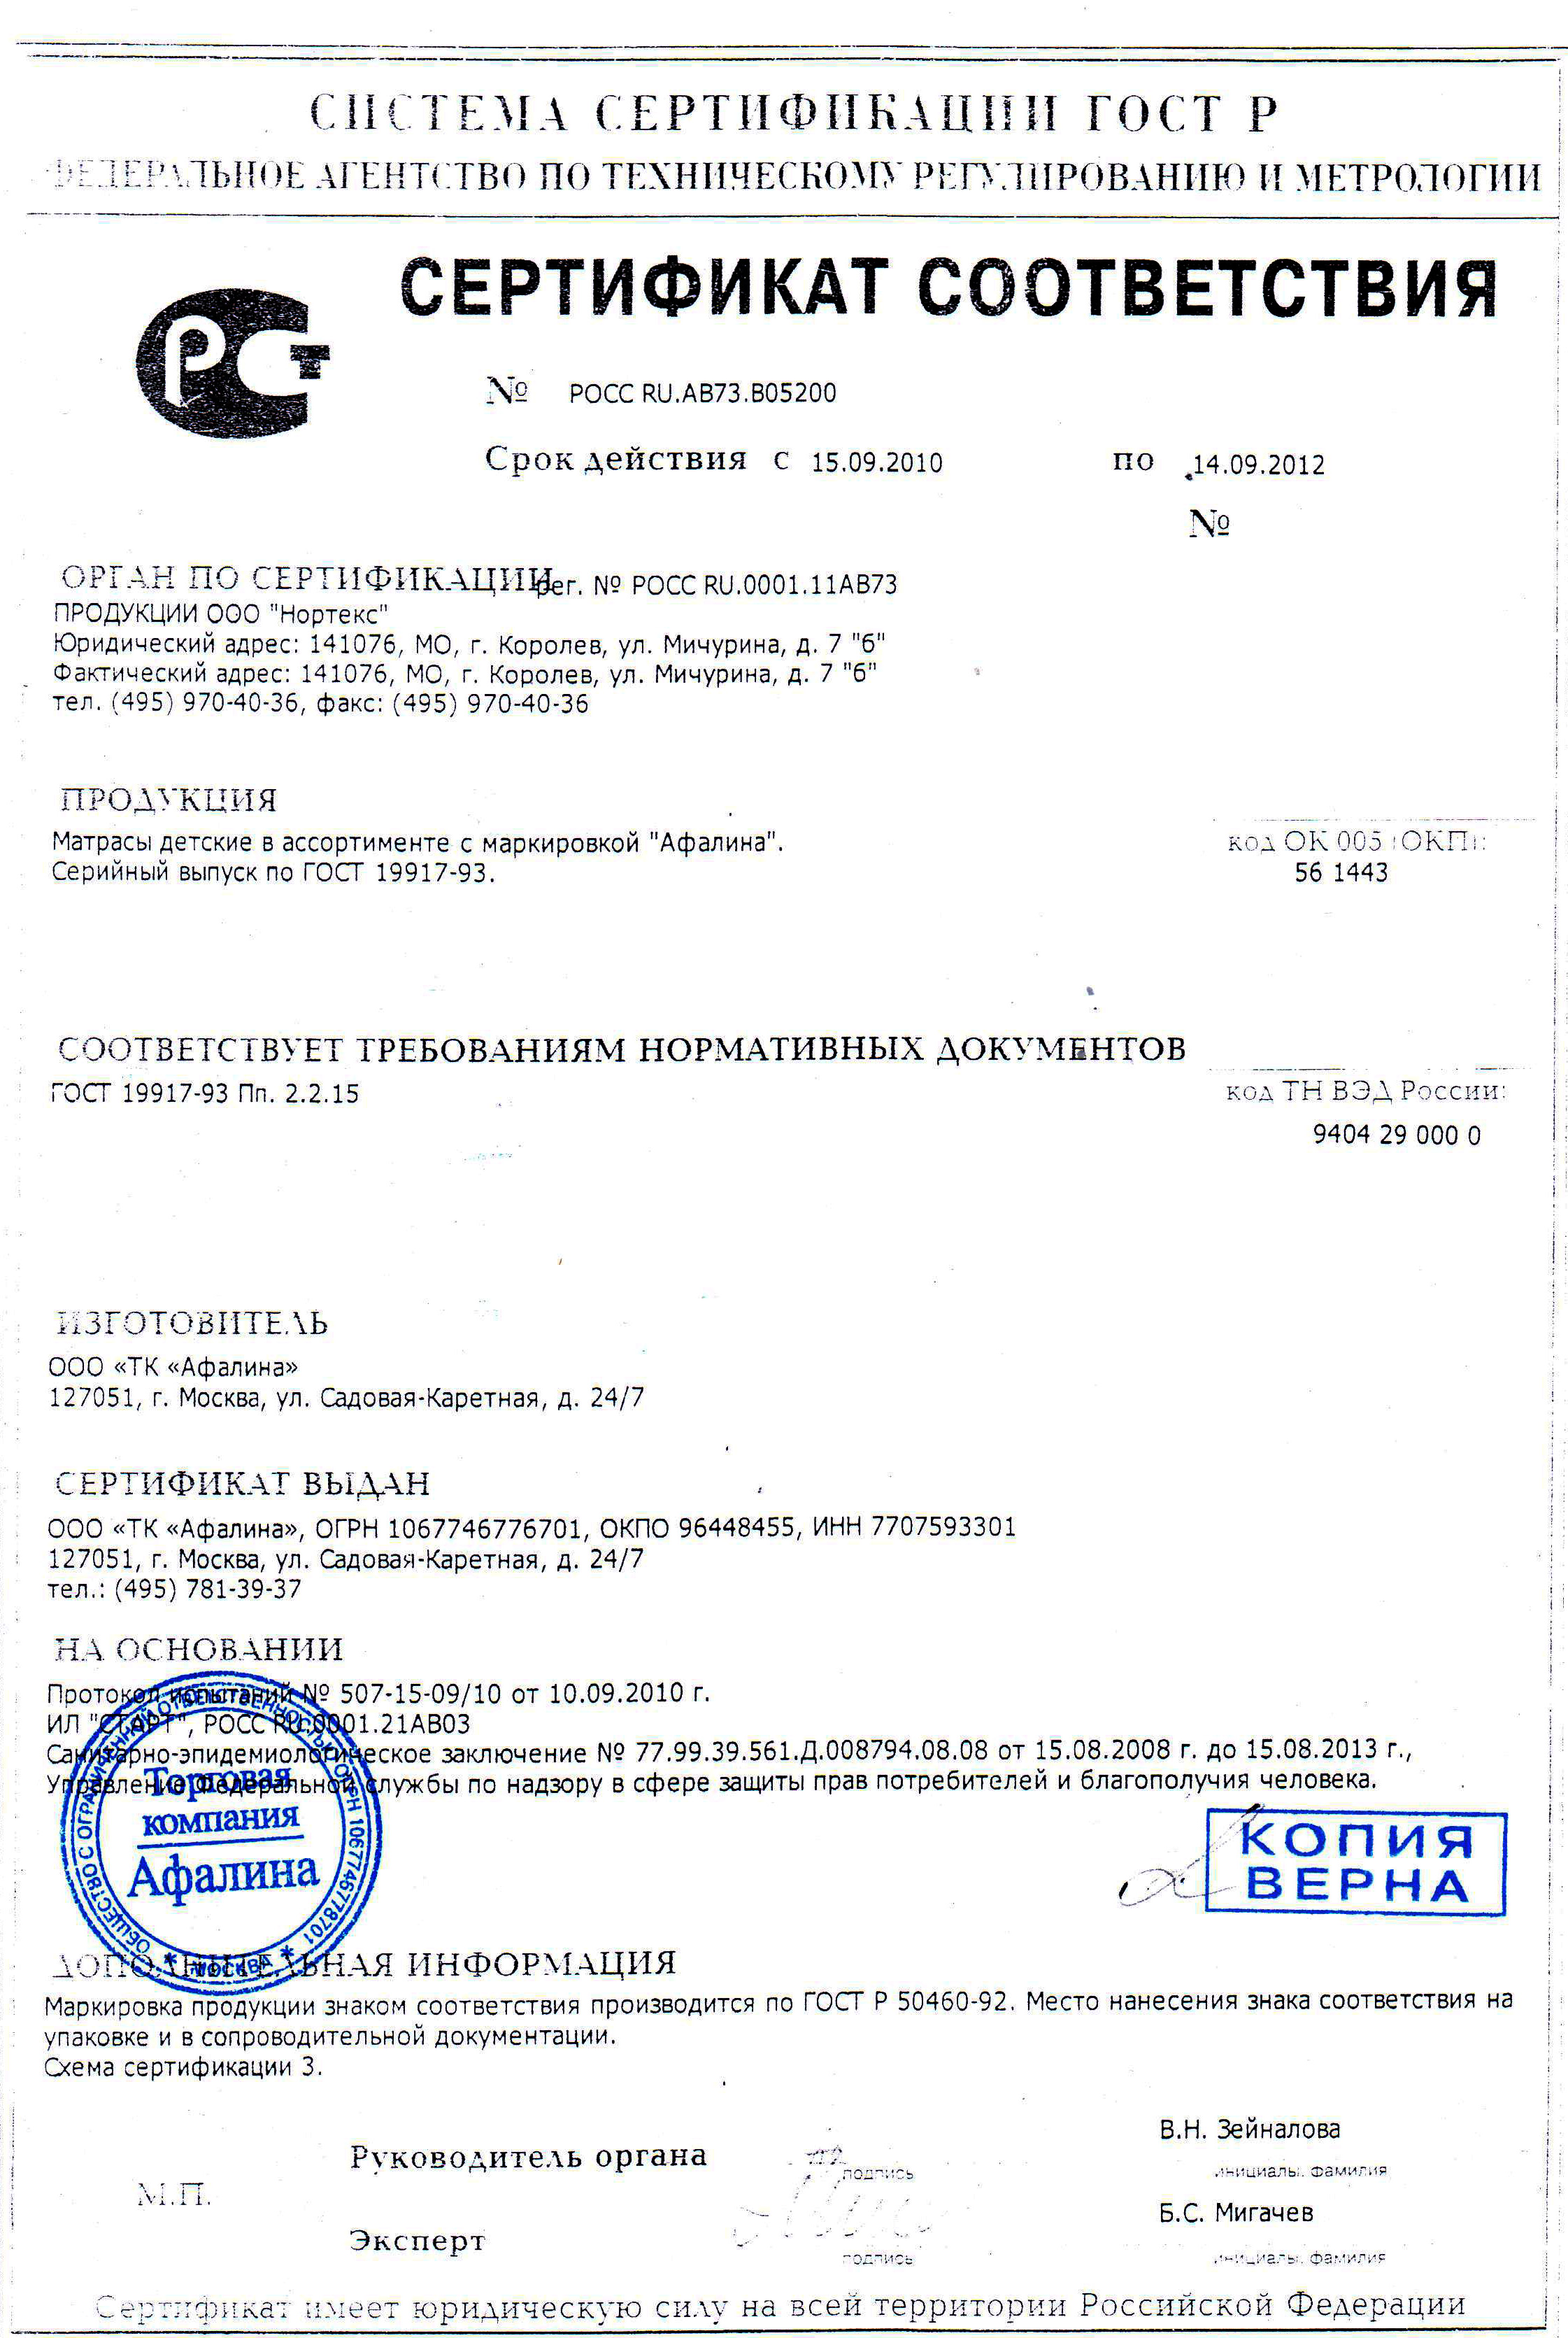 СИСТЕМА СЕРТИФИКАЦИИ ГОСТ Р
ФЕДЕРАЛЬНОЕ АГЕНТСТВО ПО ТЕХНИЧЕСКОМУ РЕГУЛИРОВАНИЮ И МЕТРОЛОГИИ
СЕРТИФИКАТ СООТВЕТСТВИЯ
№ РОСС RU.АВ73.В05200
Срок действия с 15.09.2010 по 14.09.2012
№
ОРГАН ПО СЕРТИФИКАЦИИ рег. № РОСС RU.0001.11АВ73
ПРОДУКЦИИ ООО "Нортекс"
Юридический адрес: 141076, МО, г. Королев, ул. Мичурина, д. 7 "б"
Фактический адрес: 141076, МО, г. Королев, ул. Мичурина, д. 7 "б"
тел. (495) 970-40-36, факс: (495) 970-40-36
ПРОДУКЦИЯ
Матрасы детские в ассортименте с маркировкой "Афалина".
Серийный выпуск по ГОСТ 19917-93.
код ОК 005 (ОКП):
56 1443
СООТВЕТСТВУЕТ ТРЕБОВАНИЯМ НОРМАТИВНЫХ ДОКУМЕНТОВ
ГОСТ 19917-93 Пп. 2.2.15
код ТН ВЭД России:
9404 29 000 0
ИЗГОТОВИТЕЛЬ
ООО «ТК «Афалина»
127051, г. Москва, ул. Садовая-Каретная, д. 24/7
СЕРТИФИКАТ ВЫДАН
ООО «ТК «Афалина», ОГРН 1067746776701, ОКПО 96448455, ИНН 7707593301
127051, г. Москва, ул. Садовая-Каретная, д. 24/7
тел.: (495) 781-39-37
НА ОСНОВАНИИ
Протокол испытаний № 507-15-09/10 от 10.09.2010 г.
ИЛ "СТАРТ", РОСС RU.0001.21АВ03
Санитарно-эпидемиологическое заключение № 77.99.39.561.Д.008794.08.08 от 15.08.2008 г. до 15.08.2013 г.,
Управление Федеральной службы по надзору в сфере защиты прав потребителей и благополучия человека.
ОБЩЕСТВО С ОГРАНИЧЕННОЙ ОТВЕТСТВЕННОСТЬЮ ОГРН 1067746778701
* МОСКВА *
Торговая
компания
Афалина
КОПИЯ
ВЕРНА
ДОПОЛНИТЕЛЬНАЯ ИНФОРМАЦИЯ
Маркировка продукции знаком соответствия производится по ГОСТ Р 50460-92. Место нанесения знака соответствия на
упаковке и в сопроводительной документации.
Схема сертификации 3.
М.П.
Руководитель органа
подпись
В.Н. Зейналова
инициалы, фамилия
Эксперт
подпись
Б.С. Мигачев
инициалы, фамилия
Сертификат имеет юридическую силу на всей территории Российской Федерации